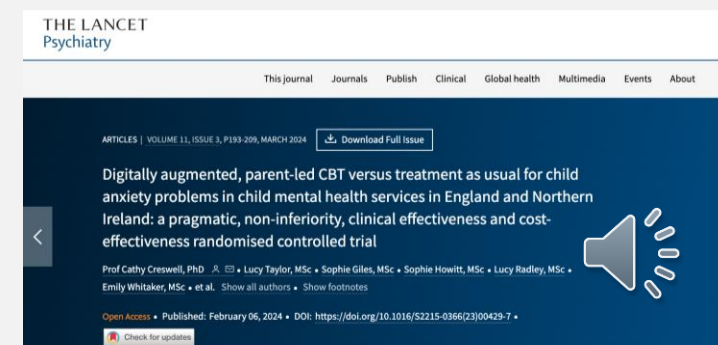 THE LANCET
Psychiatry
This journal Journals Publish Clinical Global health Multimedia Events About
ARTICLES | VOLUME 11, ISSUE 3, P193-209, MARCH 2024 Download Full Issue
Digitally augmented, parent-led CBT versus treatment as usual for child
anxiety problems in child mental health services in England and Northern
Ireland: a pragmatic, non-inferiority, clinical effectiveness and cost-
effectiveness randomised controlled trial
Prof Cathy Creswell, PhD • Lucy Taylor, MSc • Sophie Giles, MSc • Sophie Howitt, MSc • Lucy Radley, MSc •
Emily Whitaker, MSc • et al. Show all authors • Show footnotes
Open Access • Published: February 06, 2024 • DOI: https://doi.org/10.1016/S2215-0366(23)00429-7 •
Check for updates